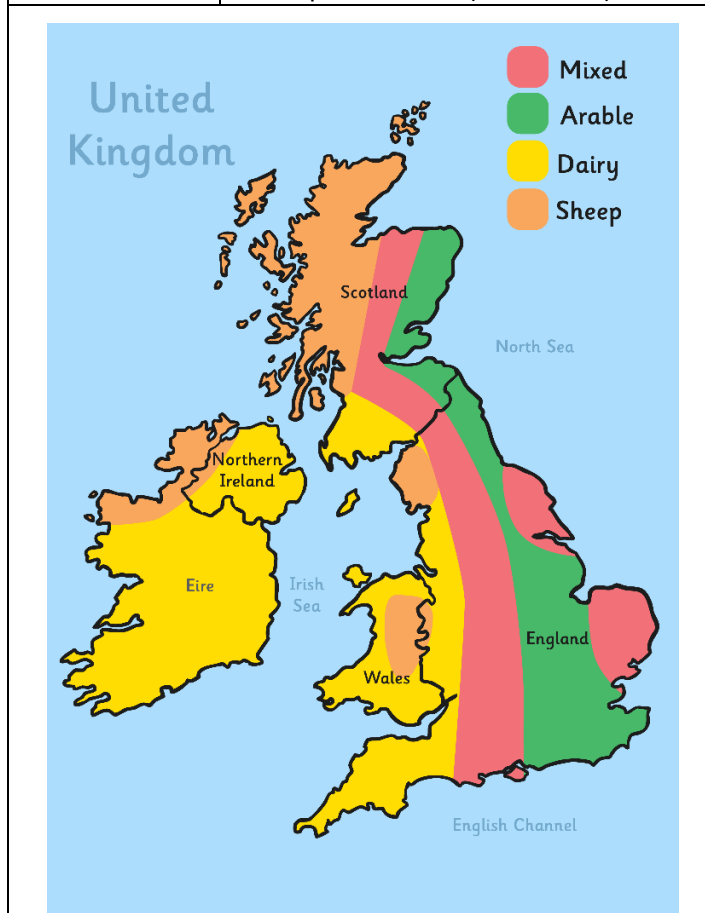 United
Kingdom
Mixed
Arable
Dairy
Sheep
Scotland
North Sea
Northern
Ireland
Eire
Irish
Sea
England
Wales
English Channel